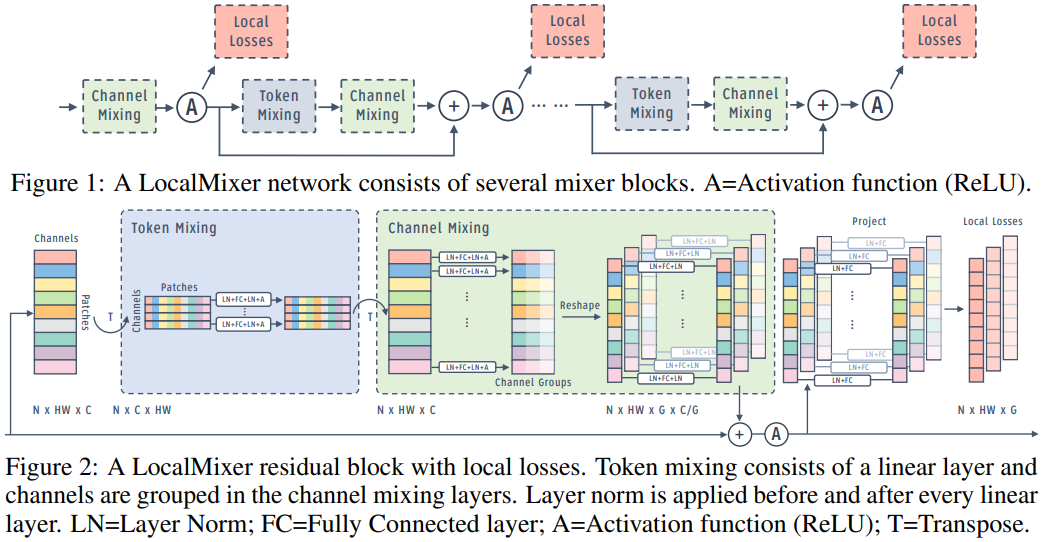 Local
Losses
Local
Losses
Local
Losses
Channel
Mixing
A
Token
Mixing
Channel
Mixing
+
A
... ...
Token
Mixing
Channel
Mixing
+
A
Figure 1: A LocalMixer network consists of several mixer blocks. A=Activation function (ReLU).
Channels
Patches
T
Token Mixing
Patches
Channels
LN+FC+LN+A
...
LN+FC+LN+A
T
Channel Mixing
LN+FC+LN+A
LN+FC+LN+A
...
LN+FC+LN+A
Channel Groups
Reshape
LN+FC+LN
LN+FC+LN
LN+FC+LN
...
...
LN+FC+LN
LN+FC+LN
LN+FC+LN
Project
LN+FC
LN+FC
LN+FC
...
...
LN+FC
LN+FC
LN+FC
Local Losses
N x HW x C
N x C x HW
N x HW x C
N x HW x G x C/G
N x HW x G
+
A
Figure 2: A LocalMixer residual block with local losses. Token mixing consists of a linear layer and
channels are grouped in the channel mixing layers. Layer norm is applied before and after every linear
layer. LN=Layer Norm; FC=Fully Connected layer; A=Activation function (ReLU); T=Transpose.